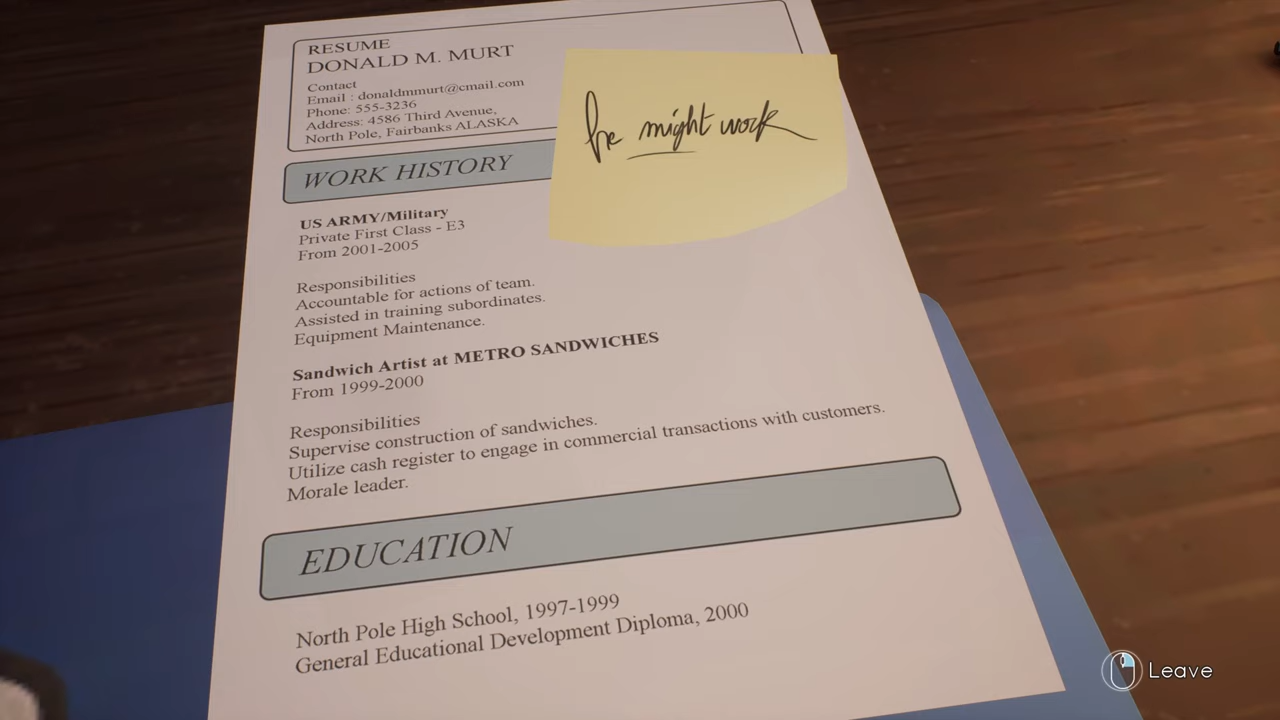 RESUME
DONALD M. MURT
Contact
Email : donaldmmurt@cmail.com
Phone: 555-3236
Address: 4586 Third Avenue,
North Pole, Fairbanks ALASKA
he might work
WORK HISTORY
US ARMY/Military
Private First Class - E3
From 2001-2005
Responsibilities
Accountable for actions of team.
Assisted in training subordinates.
Equipment Maintenance.
Sandwich Artist at METRO SANDWICHES
From 1999-2000
Responsibilities
Supervise construction of sandwiches.
Utilize cash register to engage in commercial transactions with customers.
Morale leader.
EDUCATION
North Pole High School, 1997-1999
General Educational Development Diploma, 2000
Leave